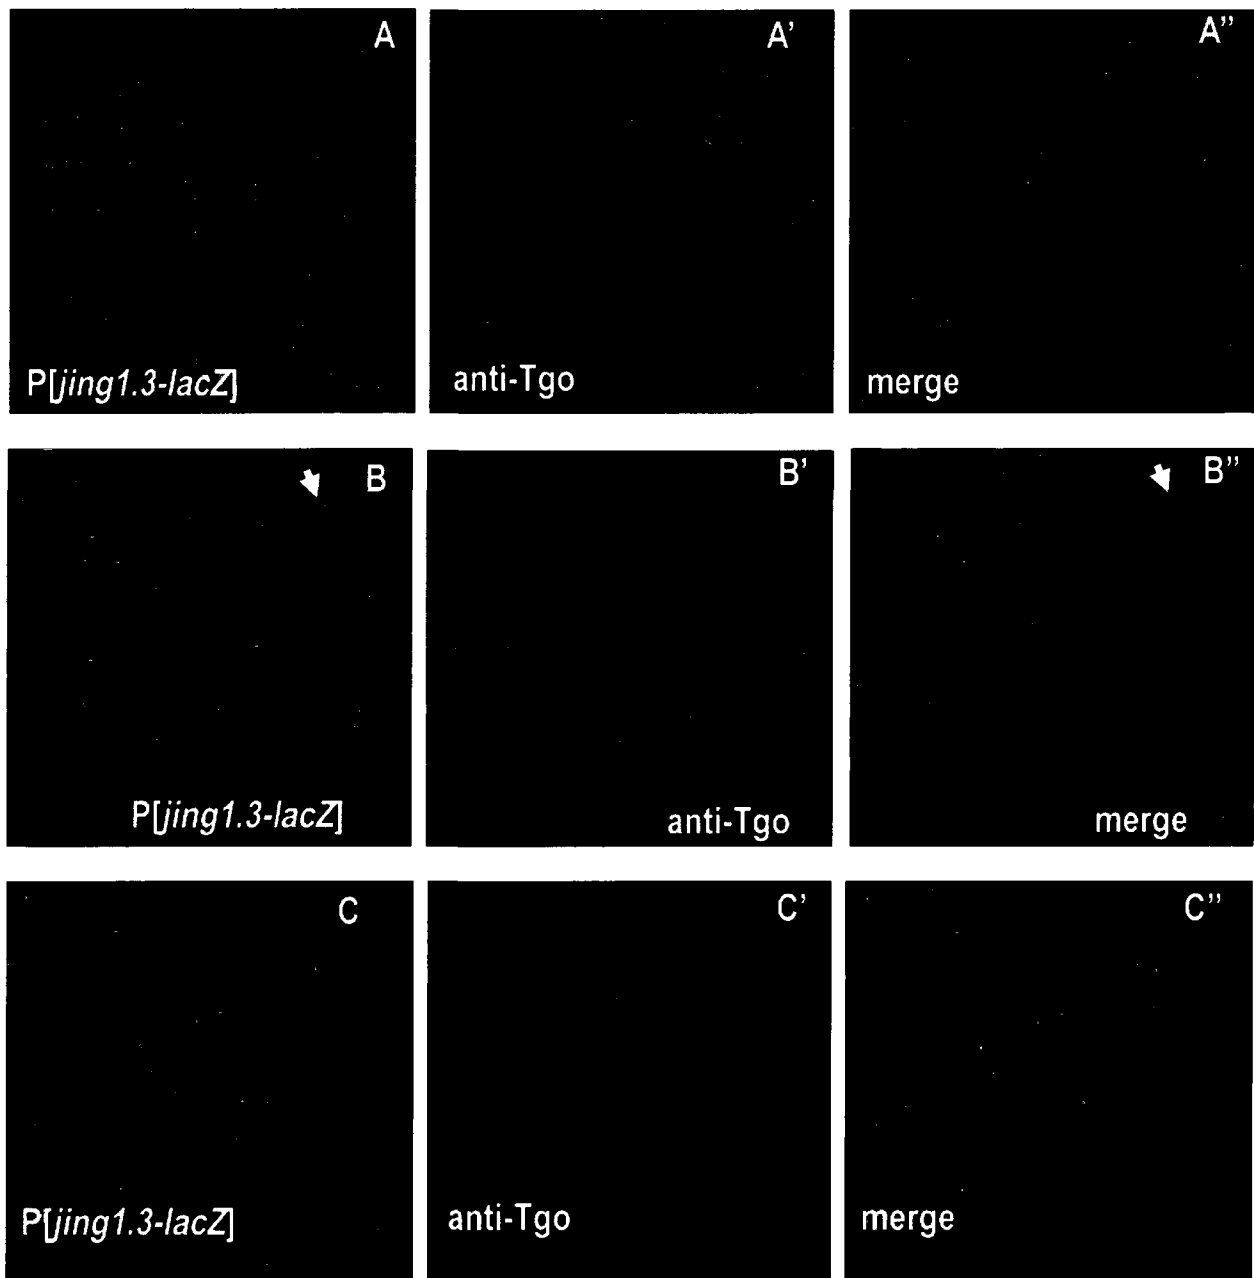 A
A'
A"
P[jing1.3-lacZ]
anti-Tgo
merge
B
B'
B"
P[jing1.3-lacZ]
anti-Tgo
merge
C
C'
C"
P[jing1.3-lacZ]
anti-Tgo
merge